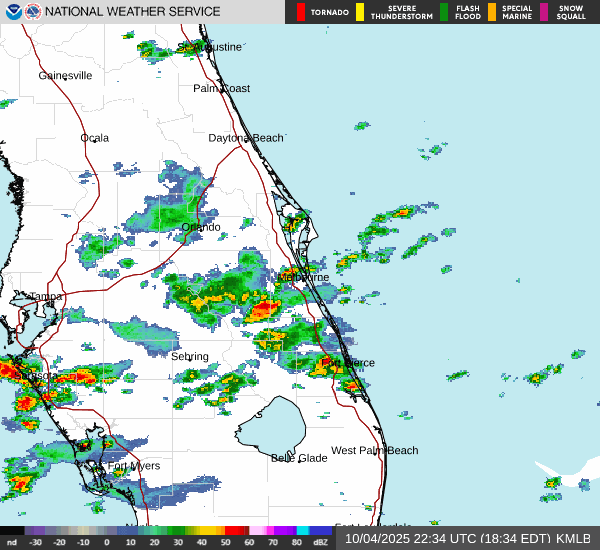 NATIONAL WEATHER SERVICE
TORNADO
SEVERE THUNDERSTORM
FLASH FLOOD
SPECIAL MARINE
SNOW SQUALL
St. Augustine
Gainesville
Palm Coast
Ocala
Daytona Beach
Orlando
Melbourne
Tampa
Sebring
Fort Pierce
West Palm Beach
Belle Glade
Fort Myers
nd -30 -20 -10 0 10 20 30 40 50 60 70 80 dBZ
10/04/2025 22:34 UTC (18:34 EDT) KMLB